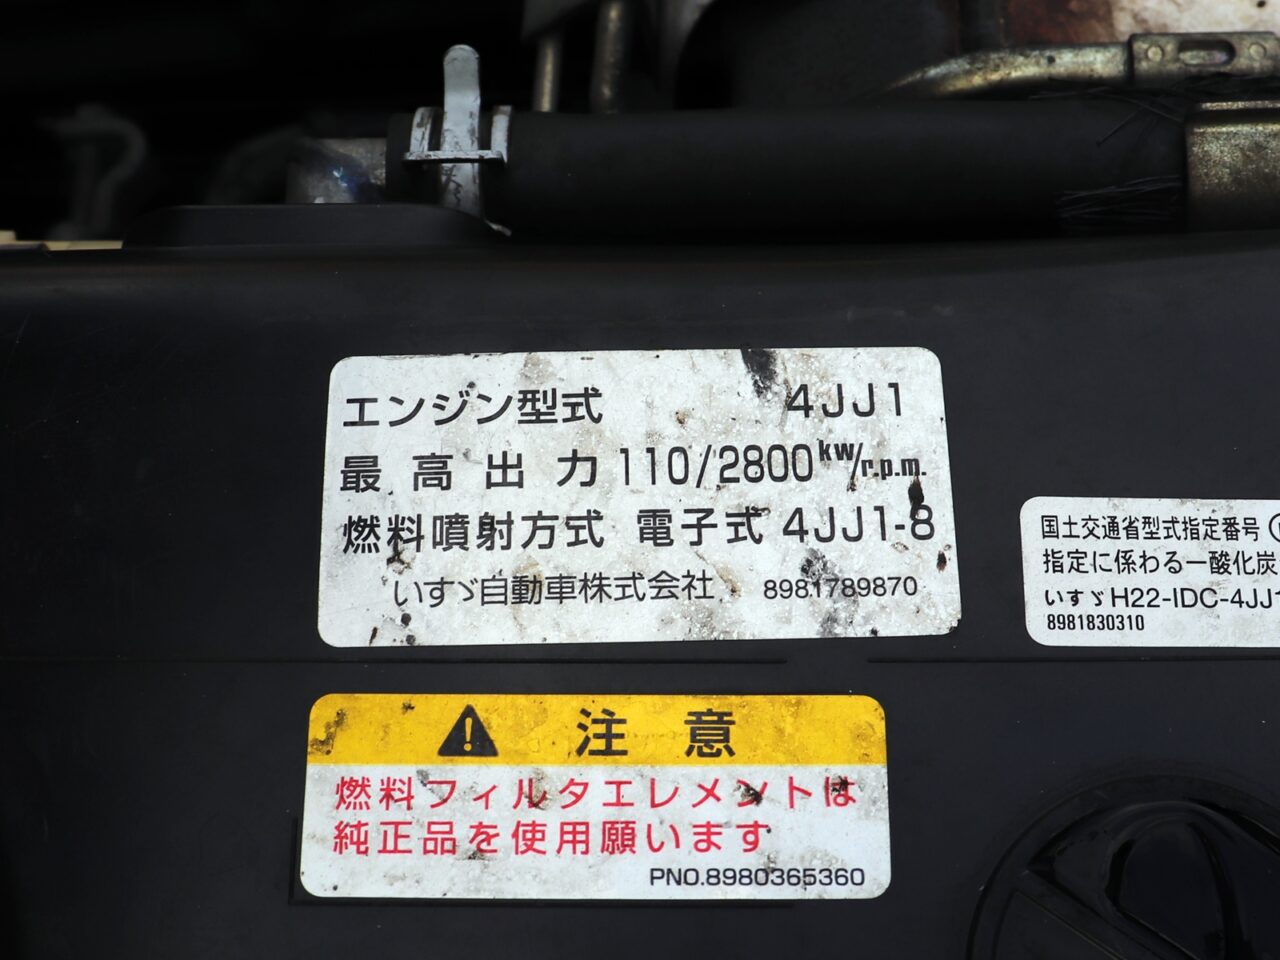 エンジン型式 4JJ1
最高出力 110/2800kw/r.p.m.
燃料噴射方式 電子式 4JJ1-8
いすゞ自動車株式会社 8981789870
国土交通省型式指定番号
指定に係わる一酸化炭
いすゞH22-IDC-4JJ1
8981830310
注意
燃料フィルタエレメントは
純正品を使用願います
PNO.8980365360